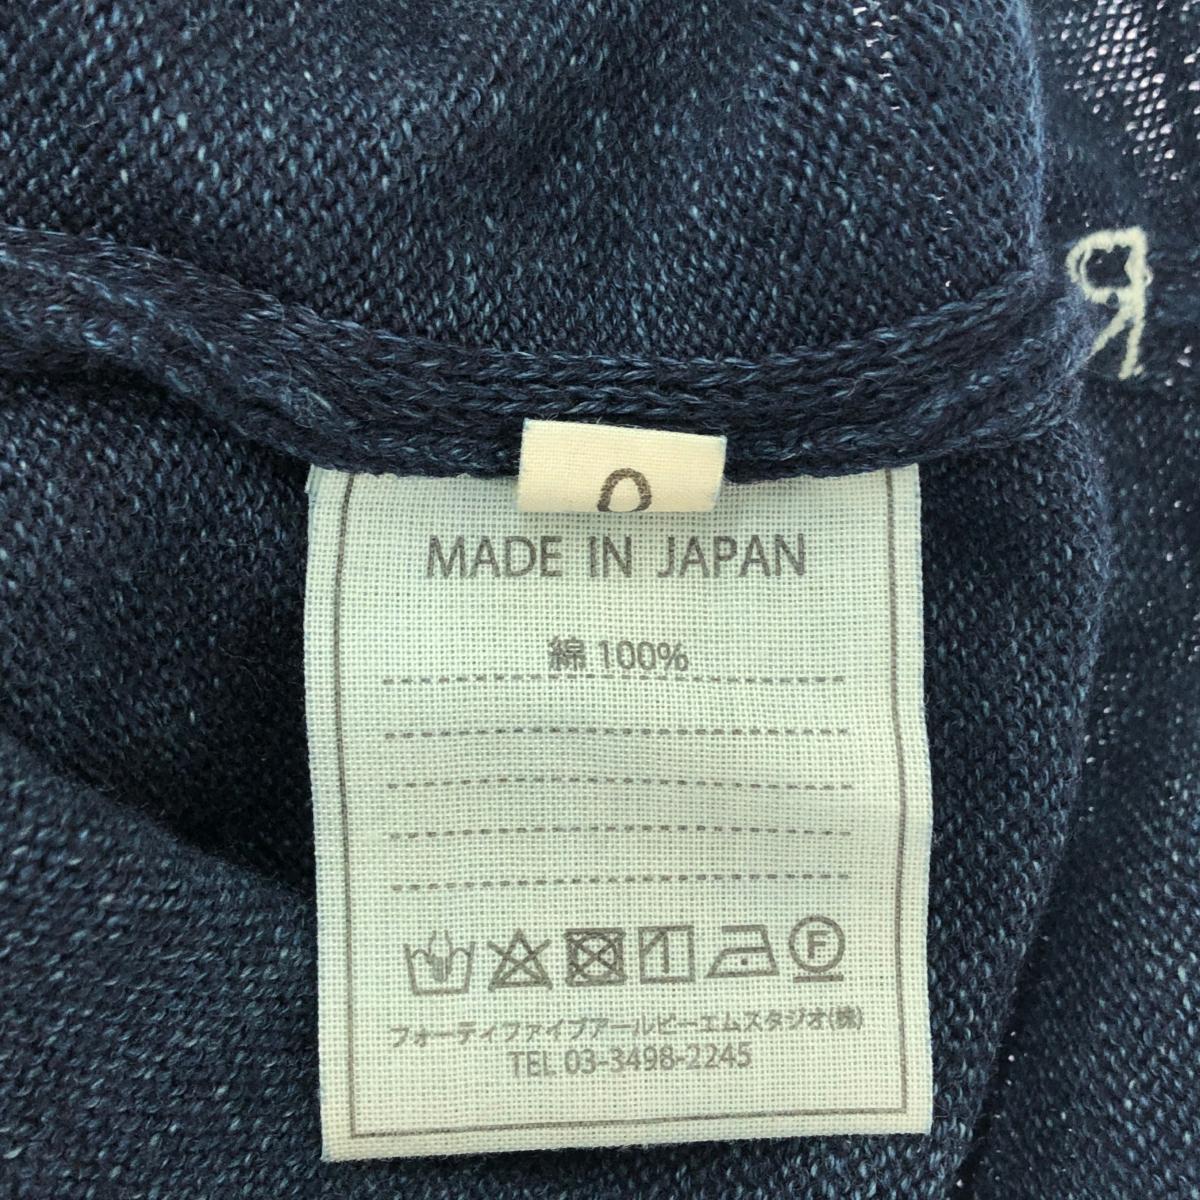 0
MADE IN JAPAN
綿 100%
F
フォーティファイブアールピーエムスタジオ(株)
TEL 03-3498-2245
R